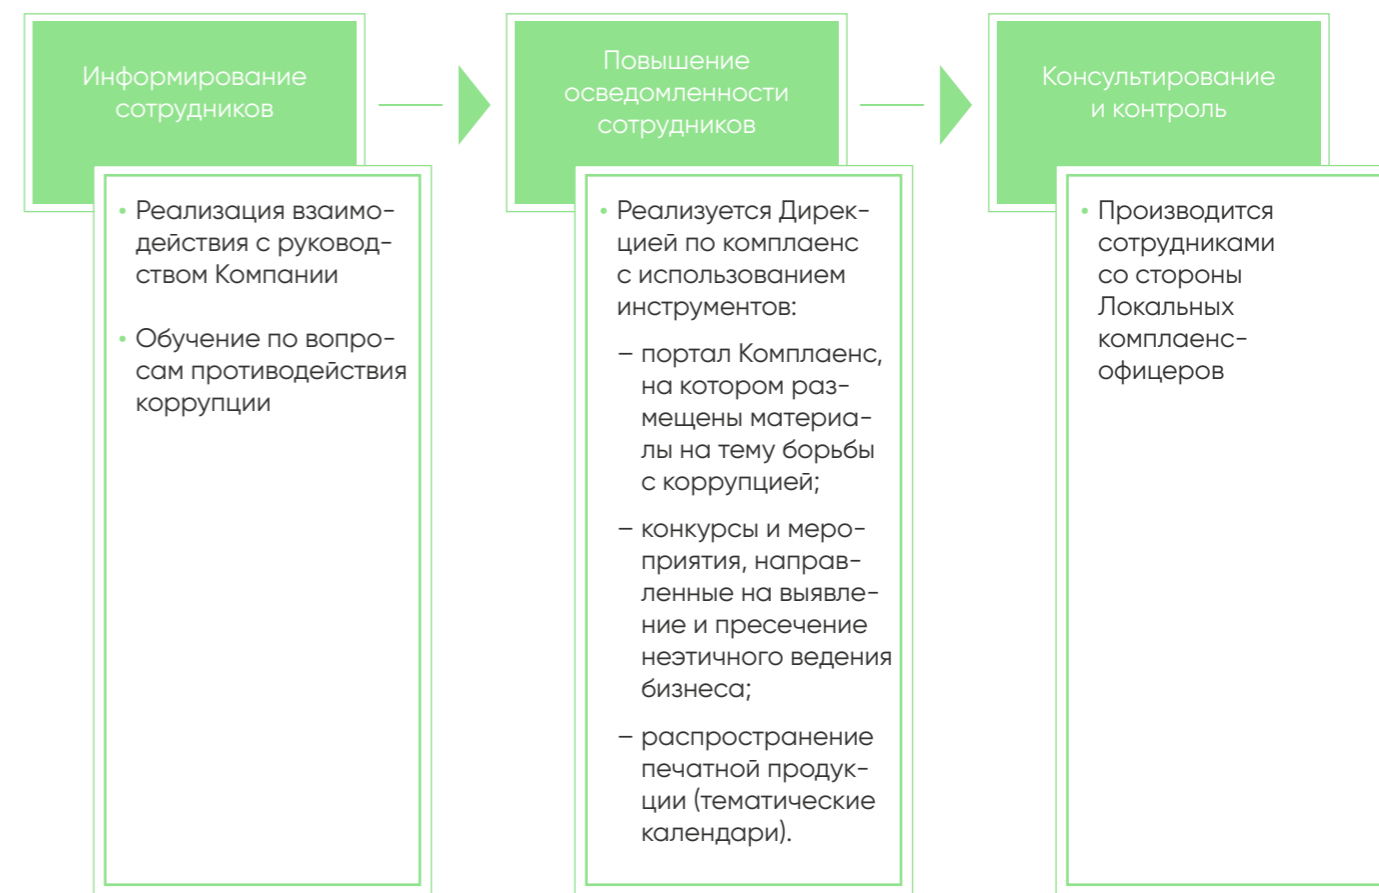 Информирование
сотрудников
• Реализация взаимо-
действия с руковод-
ством Компании
• Обучение по вопро-
сам противодействия
коррупции
Повышение
осведомленности
сотрудников
• Реализуется Дирек-
цией по комплаенс
с использованием
инструментов:
– портал Комплаенс,
на котором раз-
мещены материа-
лы на тему борьбы
с коррупцией;
– конкурсы и меро-
приятия, направ-
ленные на выявле-
ние и пресечение
неэтичного ведения
бизнеса;
– распространение
печатной продук-
ции (тематические
календари).
Консультирование
и контроль
• Производится
сотрудниками
со стороны
Локальных
комплаенс-
офицеров